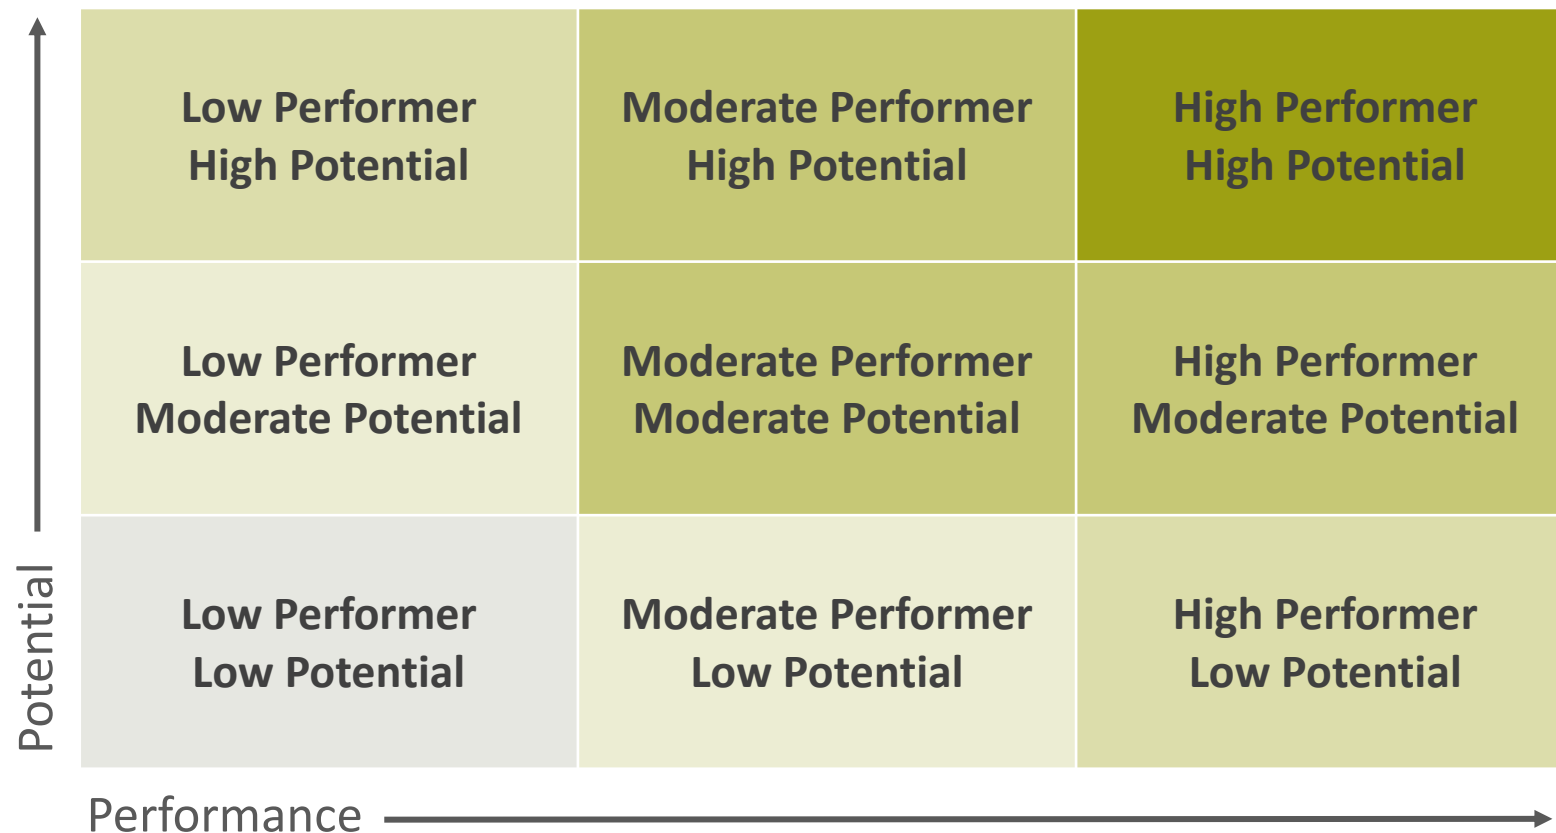 Low Performer
High Potential
Moderate Performer
High Potential
High Performer
High Potential
Low Performer
Moderate Potential
Moderate Performer
Moderate Potential
High Performer
Moderate Potential
Low Performer
Low Potential
Moderate Performer
Low Potential
High Performer
Low Potential
Potential
Performance